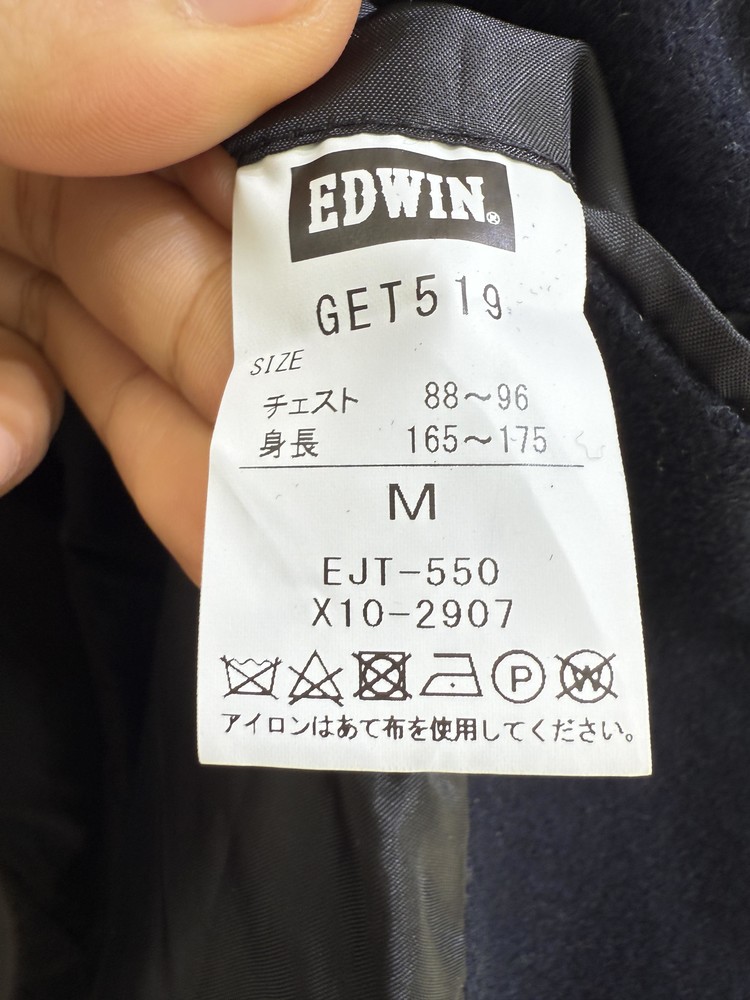 EDWIN®
GET519
SIZE
チェスト 88～96
身長 165～175
M
EJT-550
X10-2907
P W
アイロンはあて布を使用してください。